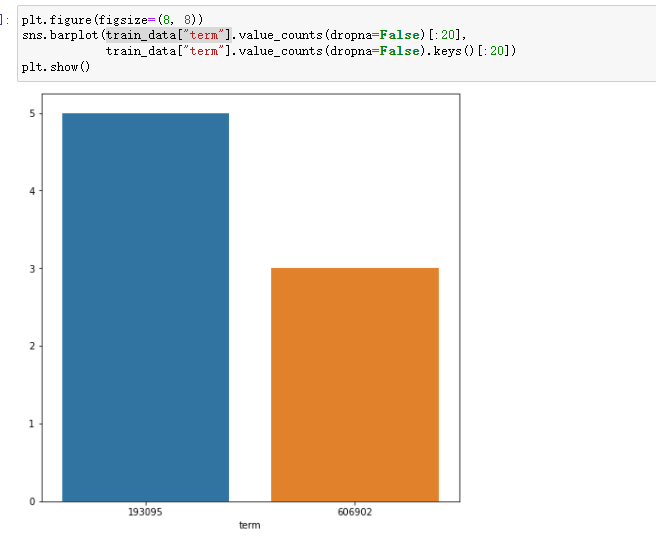 ]:
plt.figure(figsize=(8, 8))
sns.barplot(train_data["term"].value_counts(dropna=False)[:20],
train_data["term"].value_counts(dropna=False).keys()[:20])
plt.show()
5
4
3
2
1
0
193095 606902
term